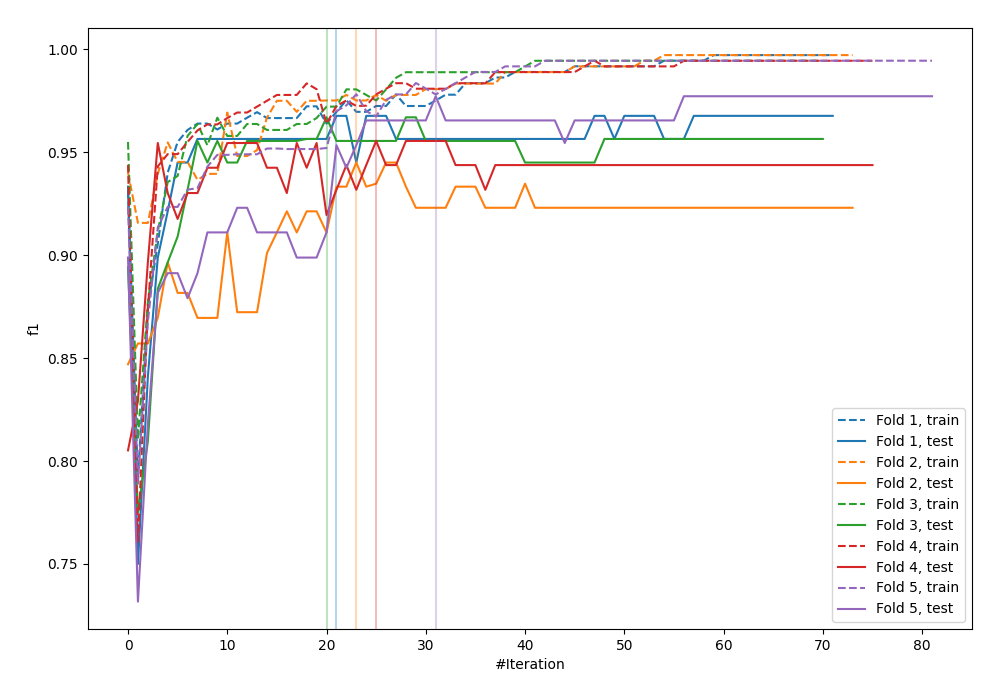 1.00
0.95
0.90
0.85
0.80
0.75
f1
0
10
20
30
40
50
60
70
80
#Iteration
Fold 1, train
Fold 1, test
Fold 2, train
Fold 2, test
Fold 3, train
Fold 3, test
Fold 4, train
Fold 4, test
Fold 5, train
Fold 5, test